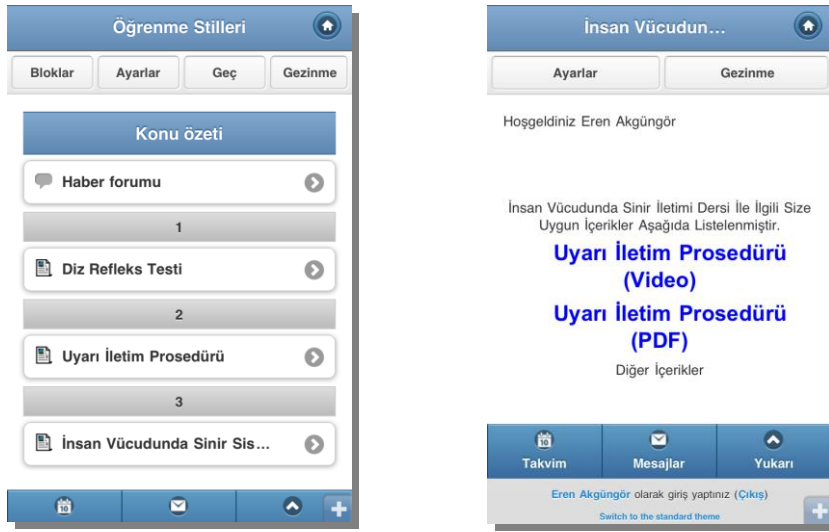 Öğrenme Stilleri
Bloklar
Ayarlar
Geç
Gezinme
Konu özeti
Haber forumu
1
Diz Refleks Testi
2
Uyarı İletim Prosedürü
3
İnsan Vücudunda Sinir Sis...
10
İnsan Vücudun...
Ayarlar
Gezinme
Hoşgeldiniz Eren Akgüngör
İnsan Vücudunda Sinir İletimi Dersi İle İlgili Size
Uygun İçerikler Aşağıda Listelenmiştir.
Uyarı İletim Prosedürü
(Video)
Uyarı İletim Prosedürü
(PDF)
Diğer İçerikler
10
Takvim
Mesajlar
Yukarı
Eren Akgüngör olarak giriş yaptınız (Çıkış)
Switch to the standard theme